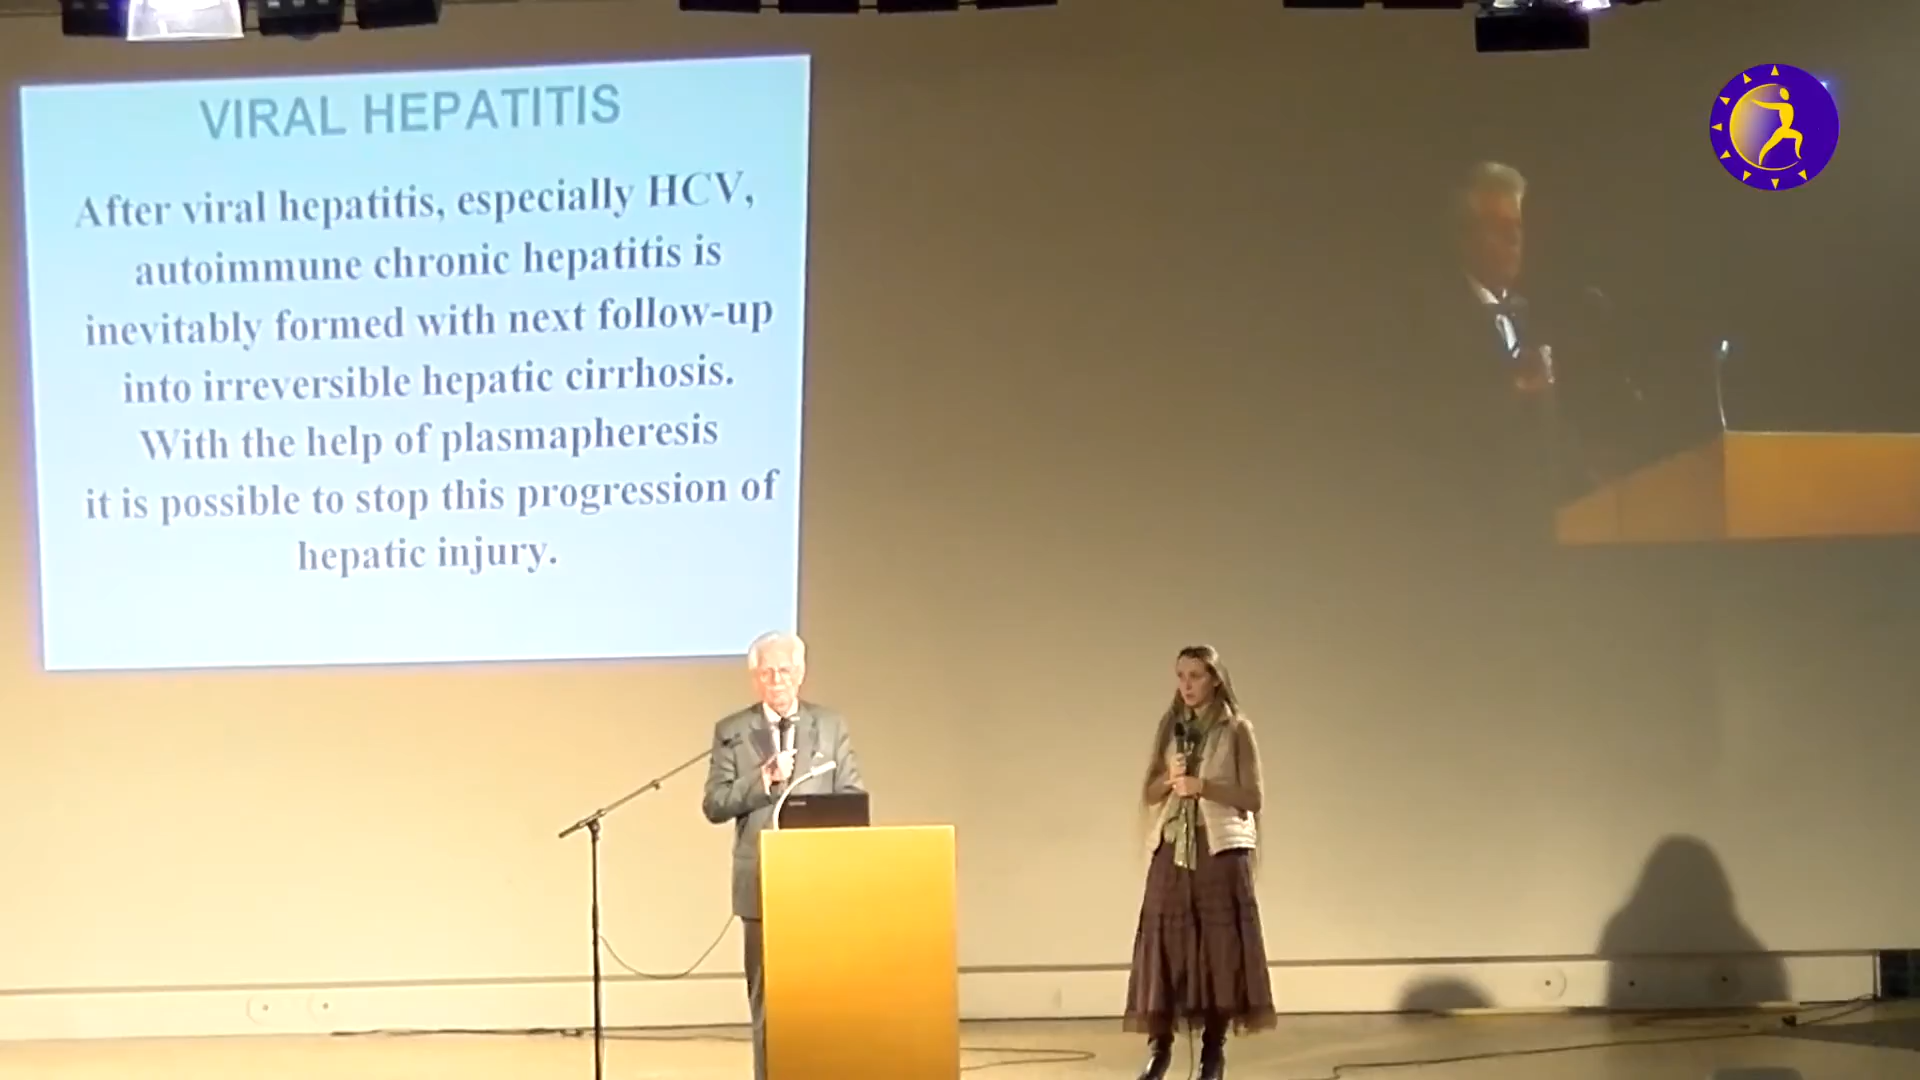 VIRAL HEPATITIS
After viral hepatitis, especially HCV,
autoimmune chronic hepatitis is
inevitably formed with next follow-up
into irreversible hepatic cirrhosis.
With the help of plasmapheresis
it is possible to stop this progression of
hepatic injury.